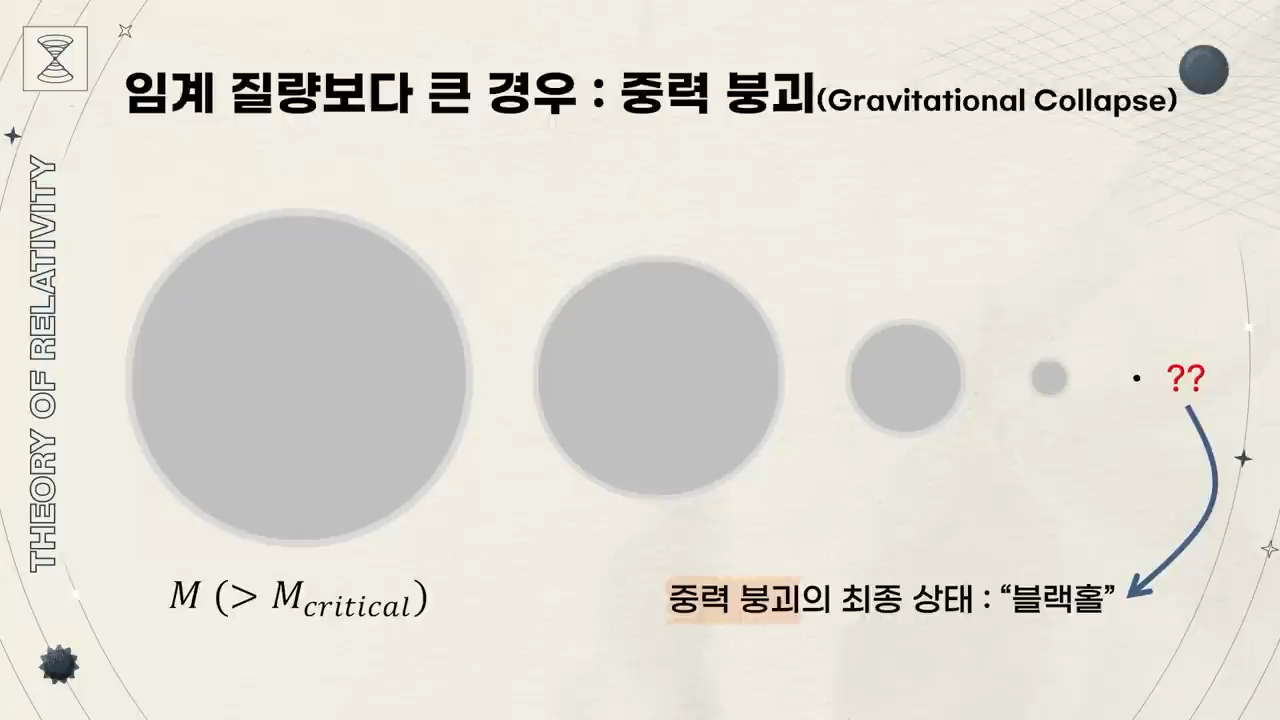 임계 질량보다 큰 경우 : 중력 붕괴(Gravitational Collapse)
THEORY OF RELATIVITY
??
M (> M_critical)
중력 붕괴의 최종 상태 : “블랙홀”